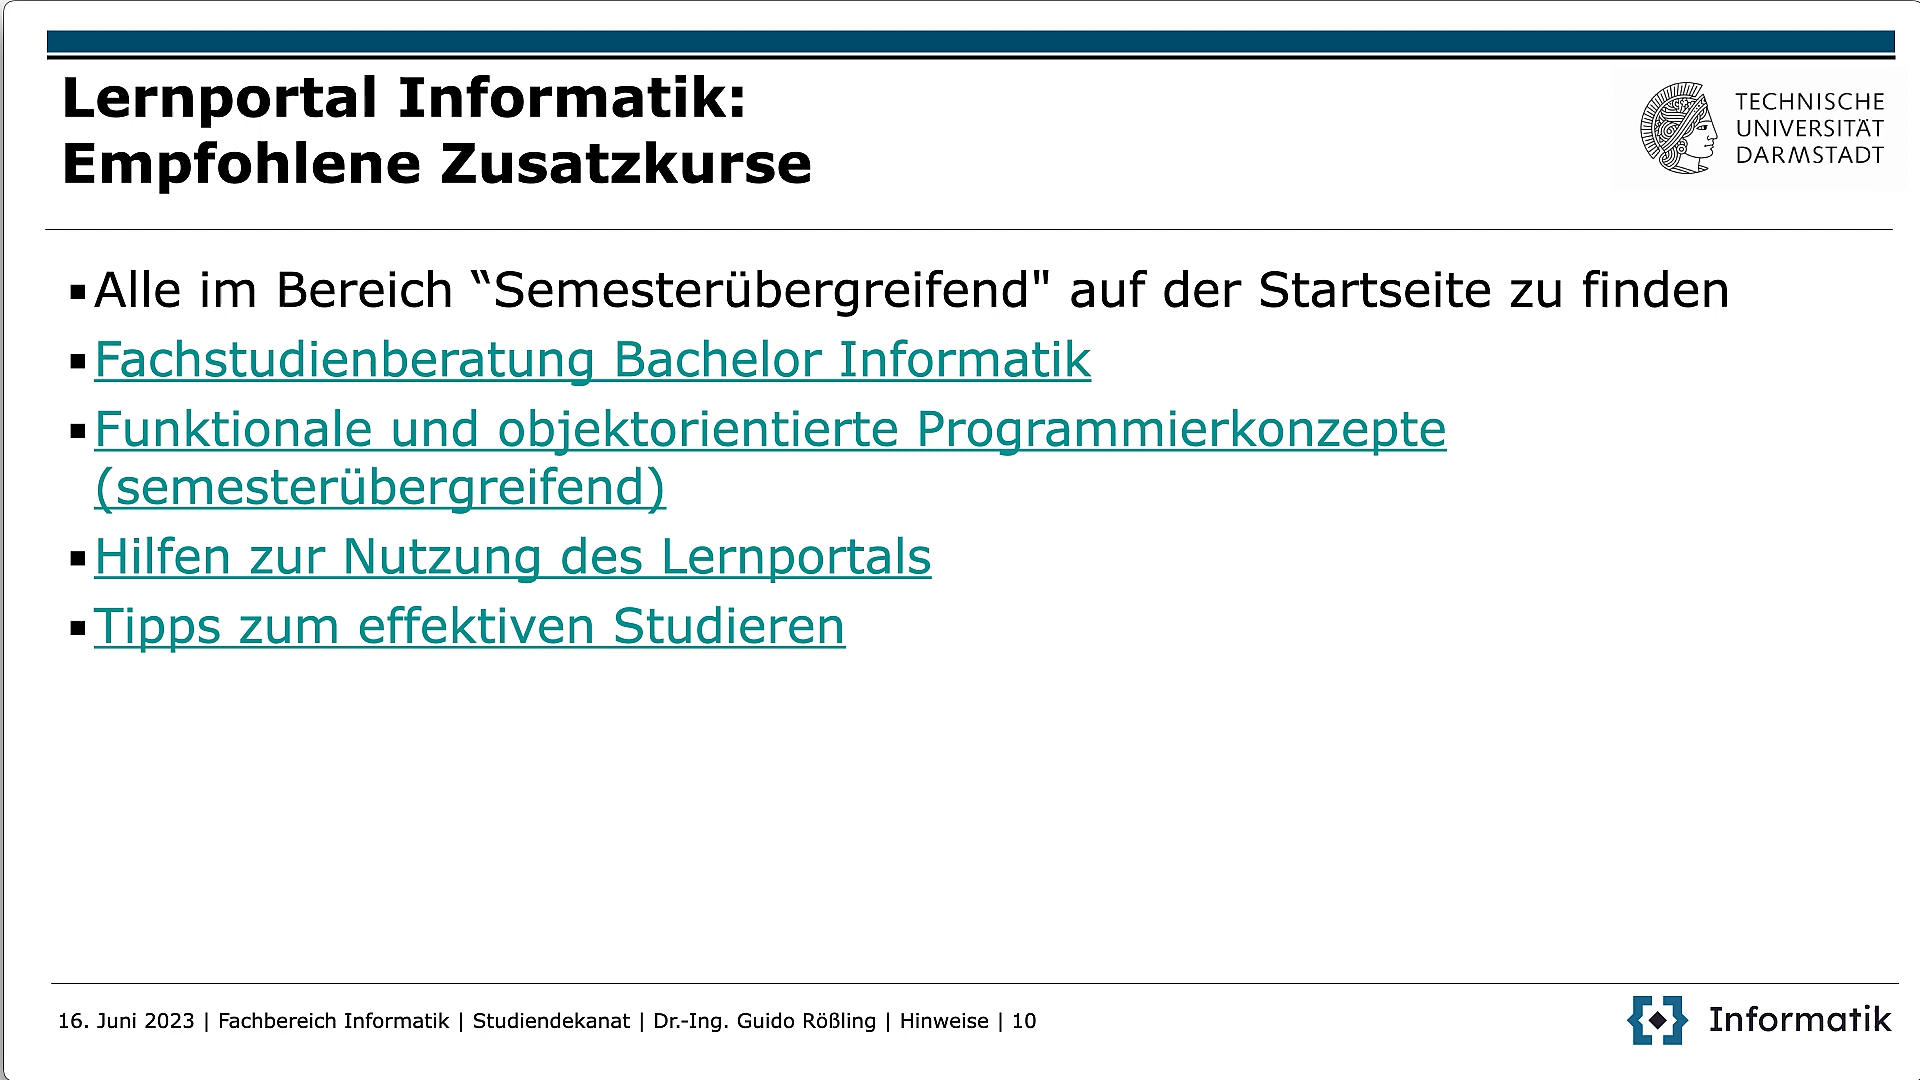 Lernportal Informatik:
Empfohlene Zusatzkurse
TECHNISCHE
UNIVERSITÄT
DARMSTADT
▪Alle im Bereich “Semesterübergreifend" auf der Startseite zu finden
▪Fachstudienberatung Bachelor Informatik
▪Funktionale und objektorientierte Programmierkonzepte
(semesterübergreifend)
▪Hilfen zur Nutzung des Lernportals
▪Tipps zum effektiven Studieren
16. Juni 2023 | Fachbereich Informatik | Studiendekanat | Dr.-Ing. Guido Rößling | Hinweise | 10
Informatik